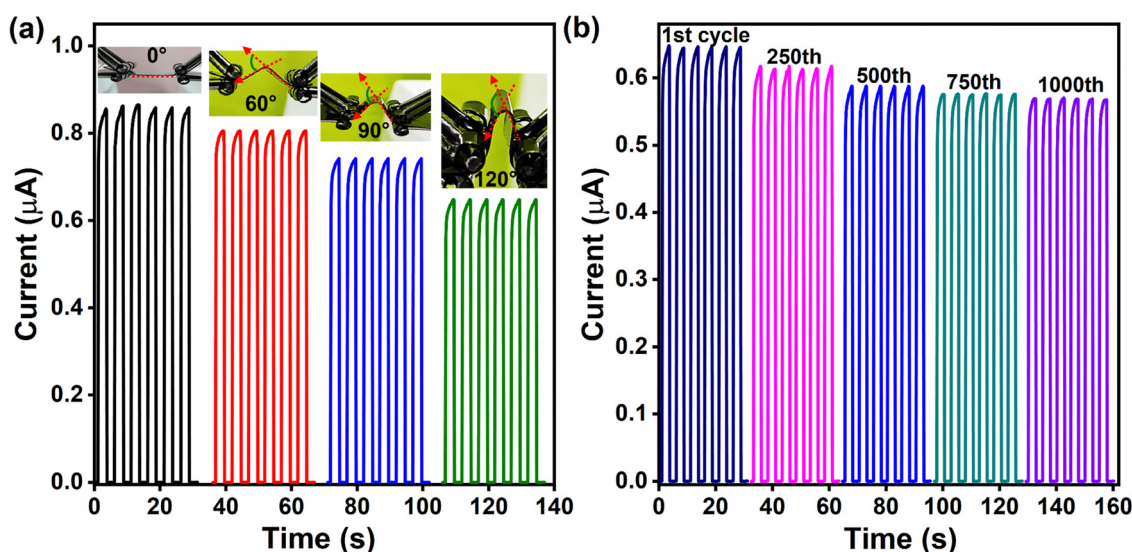 (a)
Current (μA)
1.0
0.8
0.6
0.4
0.2
0.0
0°
60°
90°
120°
0 20 40 60 80 100 120 140
Time (s)
(b)
Current (μA)
0.6
0.5
0.4
0.3
0.2
0.1
0.0
1st cycle
250th
500th
750th
1000th
0 20 40 60 80 100 120 140 160
Time (s)